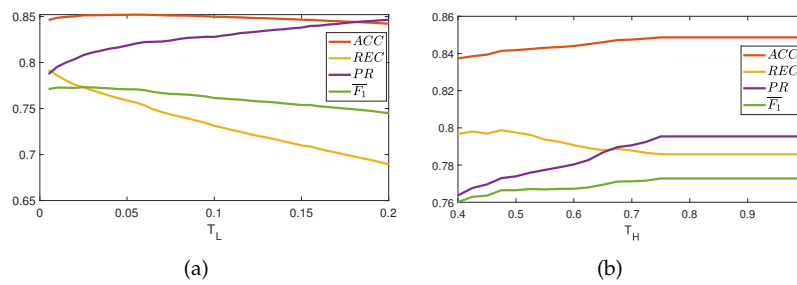 0.85
0.8
0.75
0.7
0.65
0
0.05
0.1
0.15
0.2
T_L
ACC
REC
PR
F̅₁
(a)
0.86
0.84
0.82
0.8
0.78
0.76
0.4
0.5
0.6
0.7
0.8
0.9
T_H
ACC
REC
PR
F̅₁
(b)